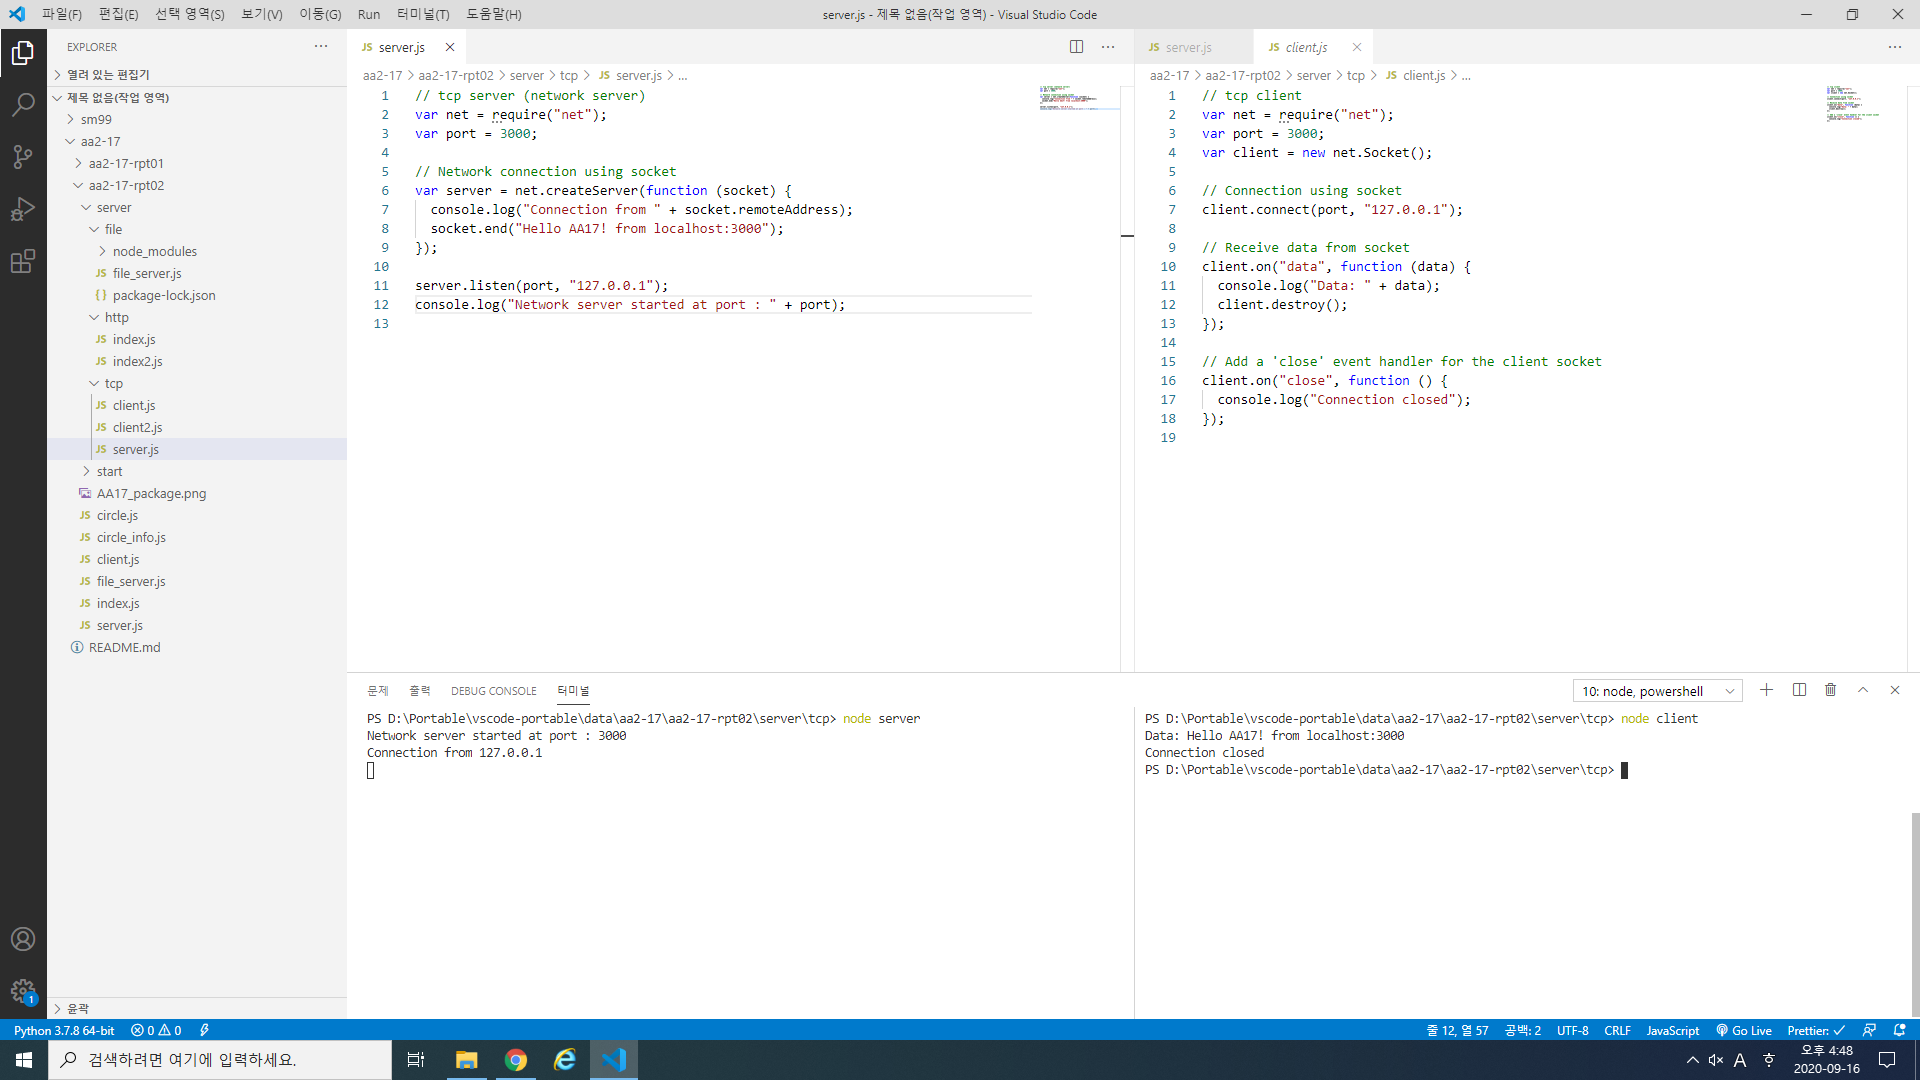 파일(F) 편집(E) 선택 영역(S) 보기(V) 이동(G) Run 터미널(T) 도움말(H)
server.js - 제목 없음(작업 영역) - Visual Studio Code
EXPLORER
열려 있는 편집기
제목 없음(작업 영역)
sm99
aa2-17
aa2-17-rpt01
aa2-17-rpt02
server
file
node_modules
JS file_server.js
{} package-lock.json
http
JS index.js
JS index2.js
tcp
JS client.js
JS client2.js
JS server.js
start
AA17_package.png
JS circle.js
JS circle_info.js
JS client.js
JS file_server.js
JS index.js
JS server.js
README.md
윤곽
JS server.js
aa2-17 > aa2-17-rpt02 > server > tcp > JS server.js > ...
1 // tcp server (network server)
2 var net = require("net");
3 var port = 3000;
4
5 // Network connection using socket
6 var server = net.createServer(function (socket) {
7 console.log("Connection from " + socket.remoteAddress);
8 socket.end("Hello AA17! from localhost:3000");
9 });
10
11 server.listen(port, "127.0.0.1");
12 console.log("Network server started at port : " + port);
13
JS server.js JS client.js
aa2-17 > aa2-17-rpt02 > server > tcp > JS client.js > ...
1 // tcp client
2 var net = require("net");
3 var port = 3000;
4 var client = new net.Socket();
5
6 // Connection using socket
7 client.connect(port, "127.0.0.1");
8
9 // Receive data from socket
10 client.on("data", function (data) {
11 console.log("Data: " + data);
12 client.destroy();
13 });
14
15 // Add a 'close' event handler for the client socket
16 client.on("close", function () {
17 console.log("Connection closed");
18 });
19
문제 출력 DEBUG CONSOLE 터미널
10: node, powershell
PS D:\Portable\vscode-portable\data\aa2-17\aa2-17-rpt02\server\tcp> node server
Network server started at port : 3000
Connection from 127.0.0.1
PS D:\Portable\vscode-portable\data\aa2-17\aa2-17-rpt02\server\tcp> node client
Data: Hello AA17! from localhost:3000
Connection closed
PS D:\Portable\vscode-portable\data\aa2-17\aa2-17-rpt02\server\tcp>
1
Python 3.7.8 64-bit 0 0
줄 12, 열 57 공백: 2 UTF-8 CRLF JavaScript Go Live Prettier: ✓
검색하려면 여기에 입력하세요.
A 하 오후 4:48
2020-09-16